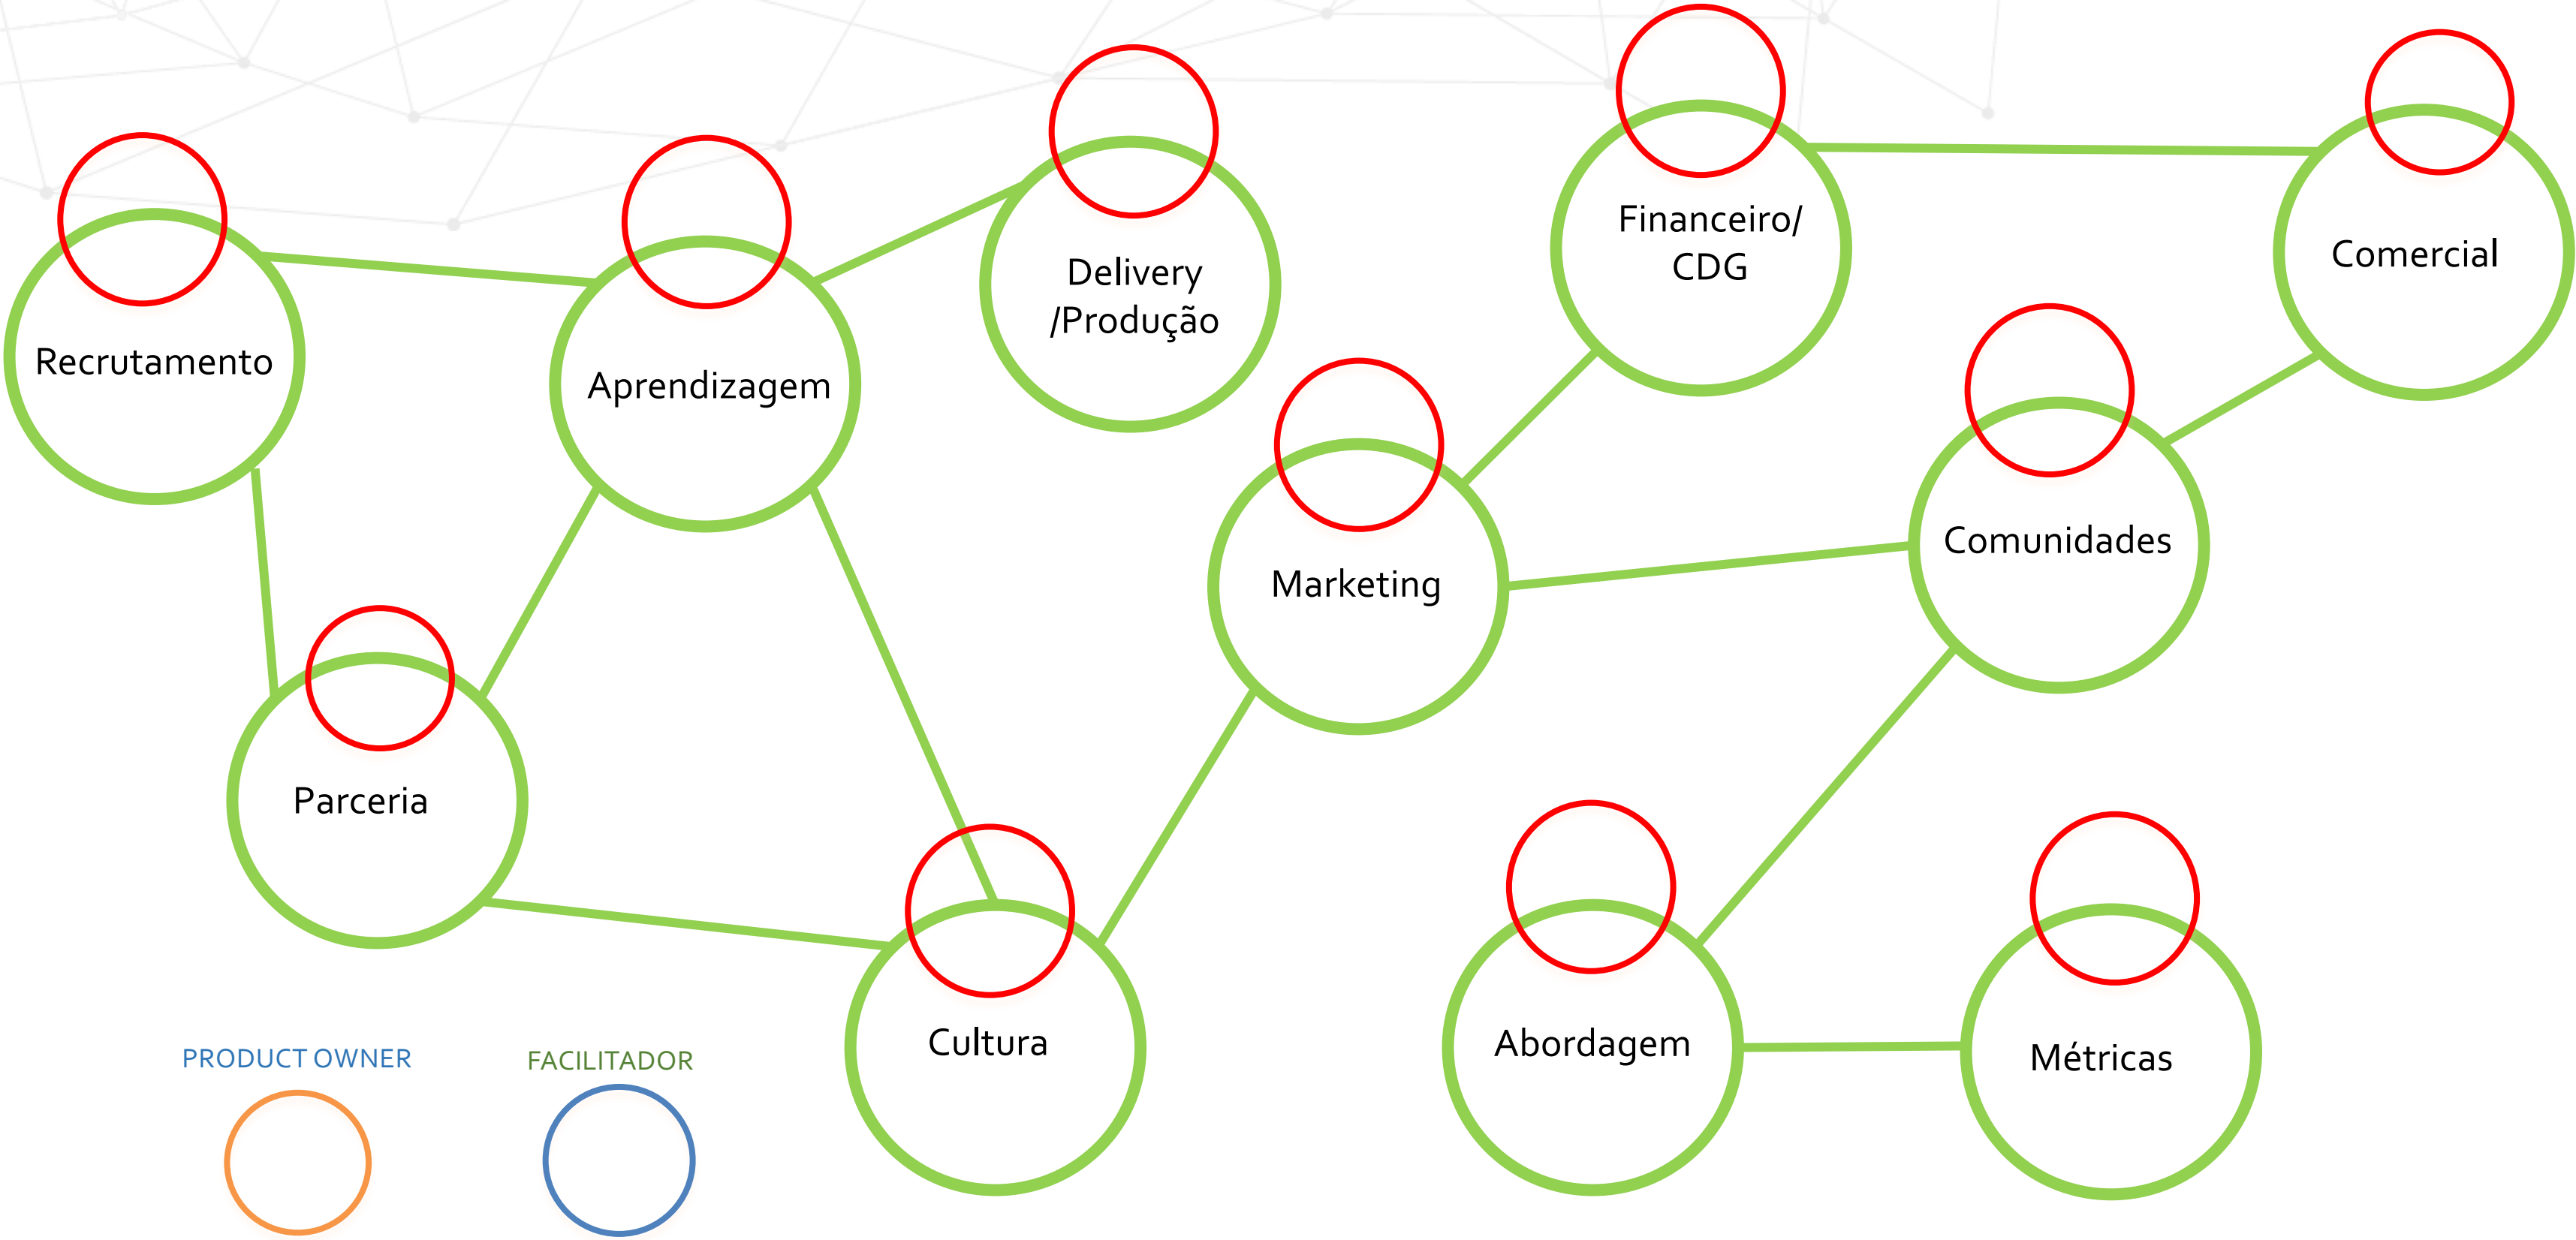 Financeiro/
CDG
Comercial
Delivery
/Produção
Recrutamento
Aprendizagem
Comunidades
Marketing
Parceria
Cultura
Abordagem
Métricas
PRODUCT OWNER
FACILITADOR